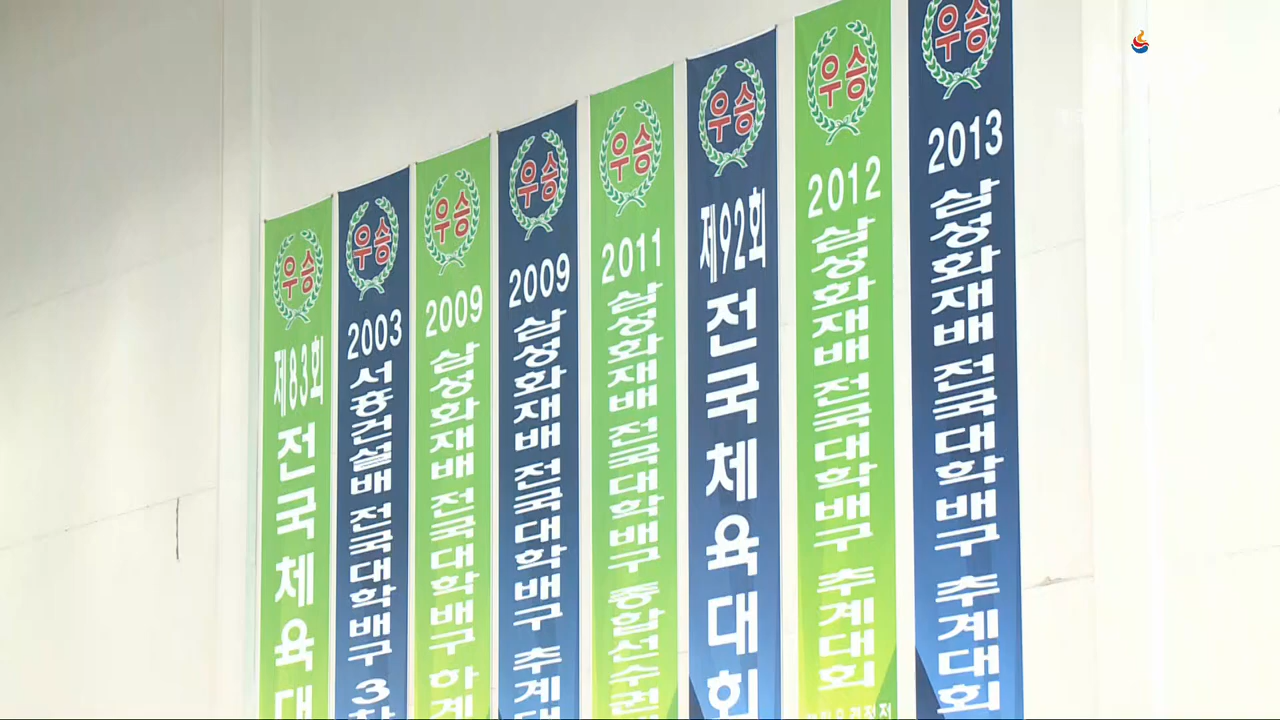 우승
제83회
전국체육대
우승
2003
서흥건설배 전국대학배구 3차
우승
2009
삼성화재배 전국대학배구 하계
우승
2009
삼성화재배 전국대학배구 추계대
우승
2011
삼성화재배 전국대학배구 종합선수권
우승
제92회
전국체육대회
우승
2012
삼성화재배 전국대학배구 추계대회
우승
2013
삼성화재배 전국대학배구 추계대회